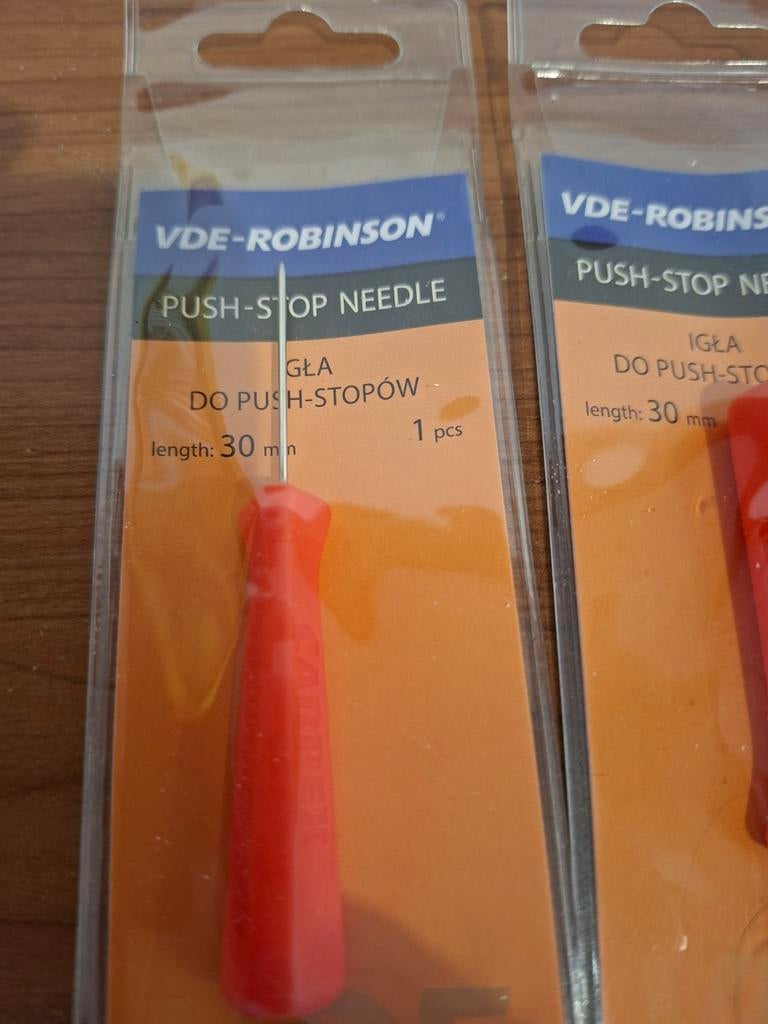 VDE-ROBINSON®
PUSH-STOP NEEDLE
IGŁA
DO PUSH-STOPÓW
length: 30 mm
1 pcs
CARPEX
VDE-ROBINS
PUSH-STOP NE
IGŁA
DO PUSH-STO
length: 30 mm